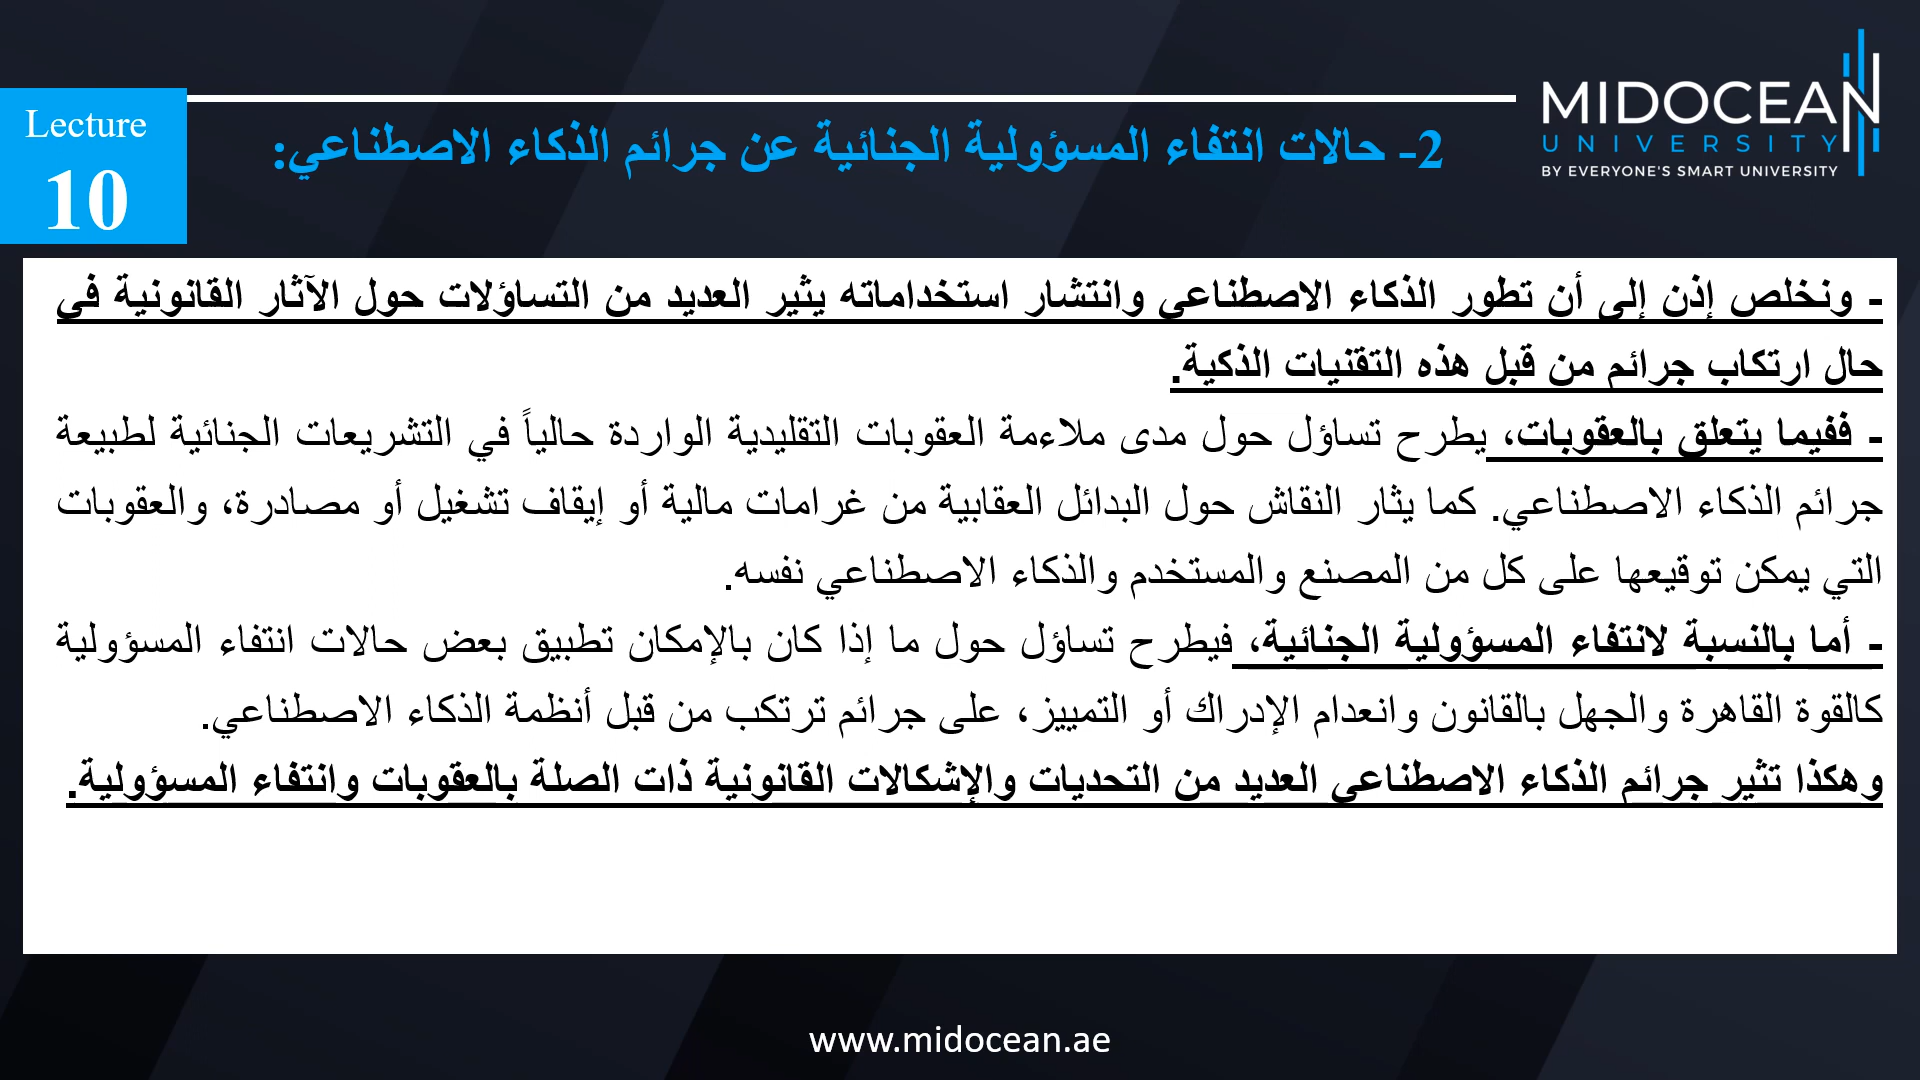 MIDOCEAN
UNIVERSITY
BY EVERYONE'S SMART UNIVERSITY
Lecture
10
2- حالات انتفاء المسؤولية الجنائية عن جرائم الذكاء الاصطناعي:
- ونخلص إذن إلى أن تطور الذكاء الاصطناعي وانتشار استخداماته يثير العديد من التساؤلات حول الآثار القانونية في
حال ارتكاب جرائم من قبل هذه التقنيات الذكية.
- ففيما يتعلق بالعقوبات، يطرح تساؤل حول مدى ملاءمة العقوبات التقليدية الواردة حالياً في التشريعات الجنائية لطبيعة
جرائم الذكاء الاصطناعي. كما يثار النقاش حول البدائل العقابية من غرامات مالية أو إيقاف تشغيل أو مصادرة، والعقوبات
التي يمكن توقيعها على كل من المصنع والمستخدم والذكاء الاصطناعي نفسه.
- أما بالنسبة لانتفاء المسؤولية الجنائية، فيطرح تساؤل حول ما إذا كان بالإمكان تطبيق بعض حالات انتفاء المسؤولية
كالقوة القاهرة والجهل بالقانون وانعدام الإدراك أو التمييز، على جرائم ترتكب من قبل أنظمة الذكاء الاصطناعي.
وهكذا تثير جرائم الذكاء الاصطناعي العديد من التحديات والإشكالات القانونية ذات الصلة بالعقوبات وانتفاء المسؤولية.
www.midocean.ae